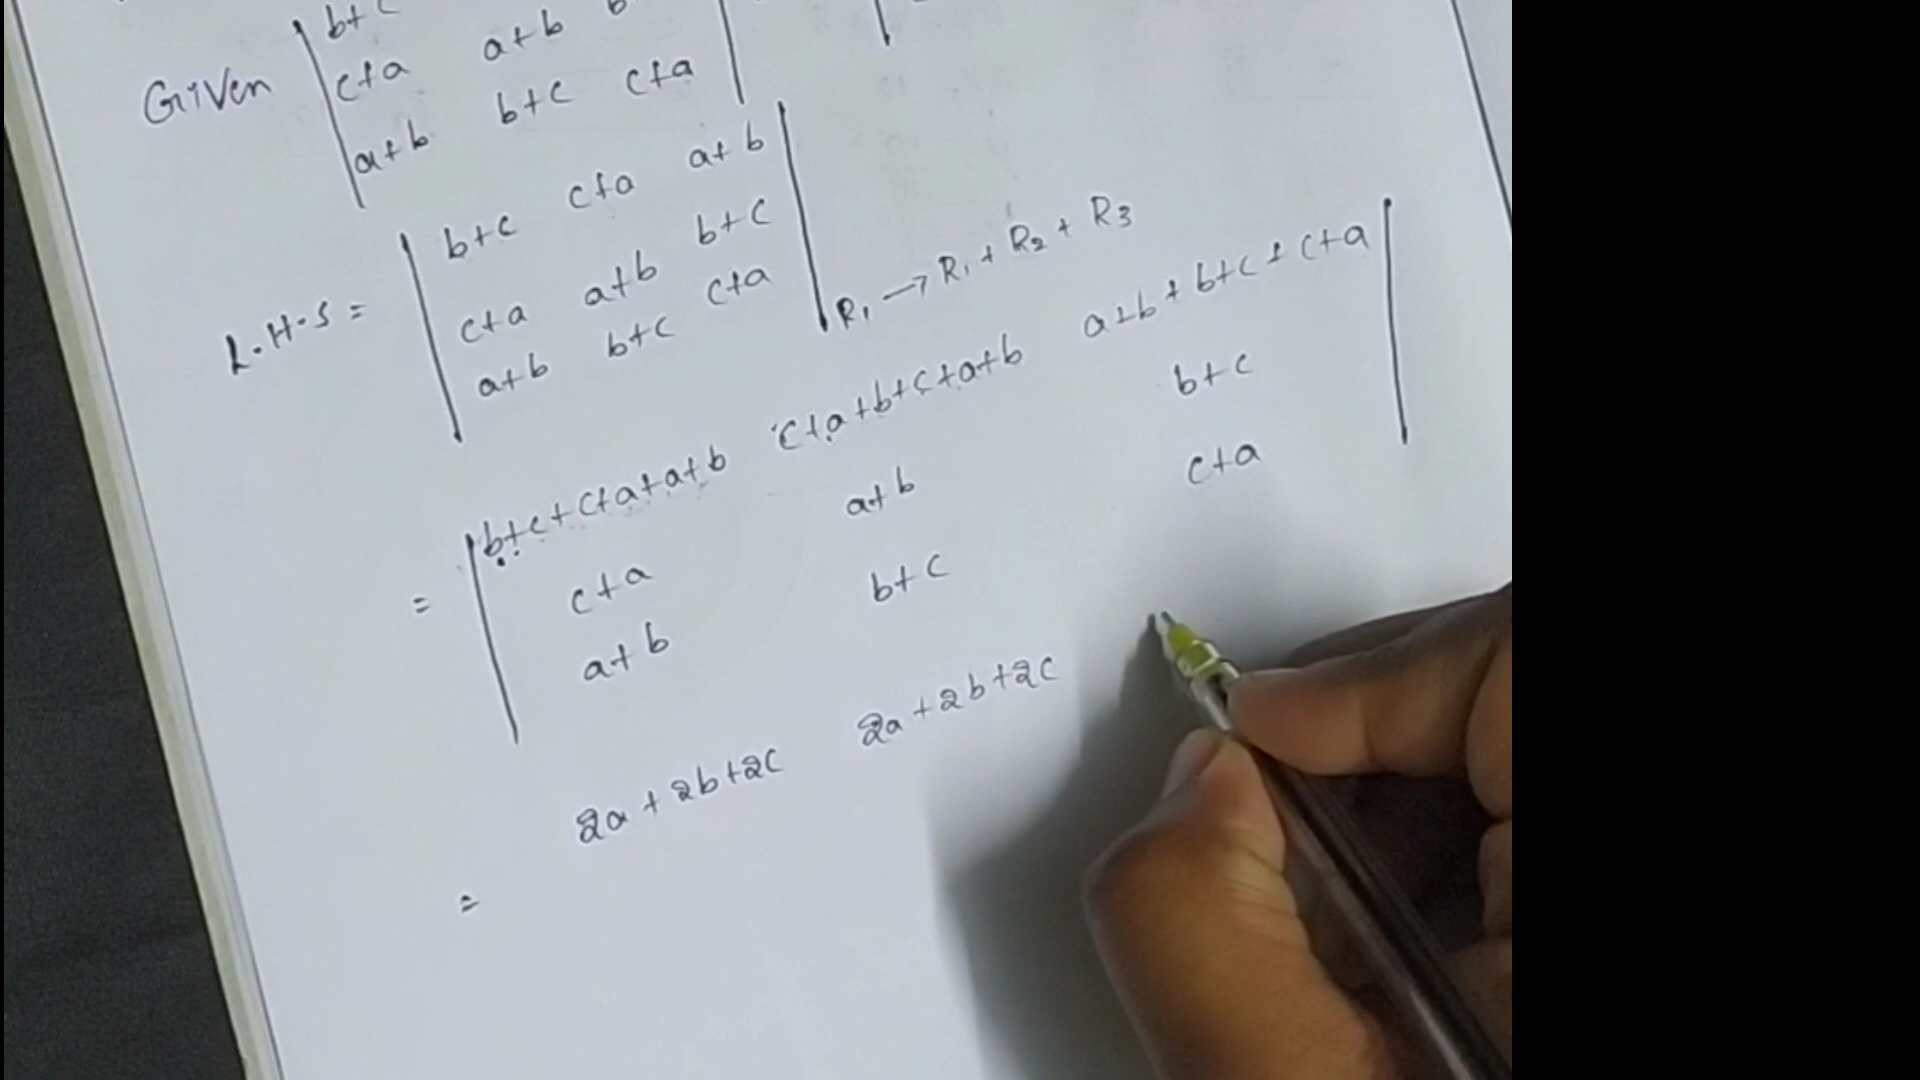 b+c
Given c+a a+b
a+b b+c c+a
L.H.S = b+c c+a a+b
c+a a+b b+c
a+b b+c c+a
R₁ → R₁ + R₂ + R₃
= b+c+c+a+a+b c+a+b+c+a+b a+b+b+c+c+a
c+a a+b b+c
a+b b+c c+a
2a+2b+2c 2a+2b+2c
=